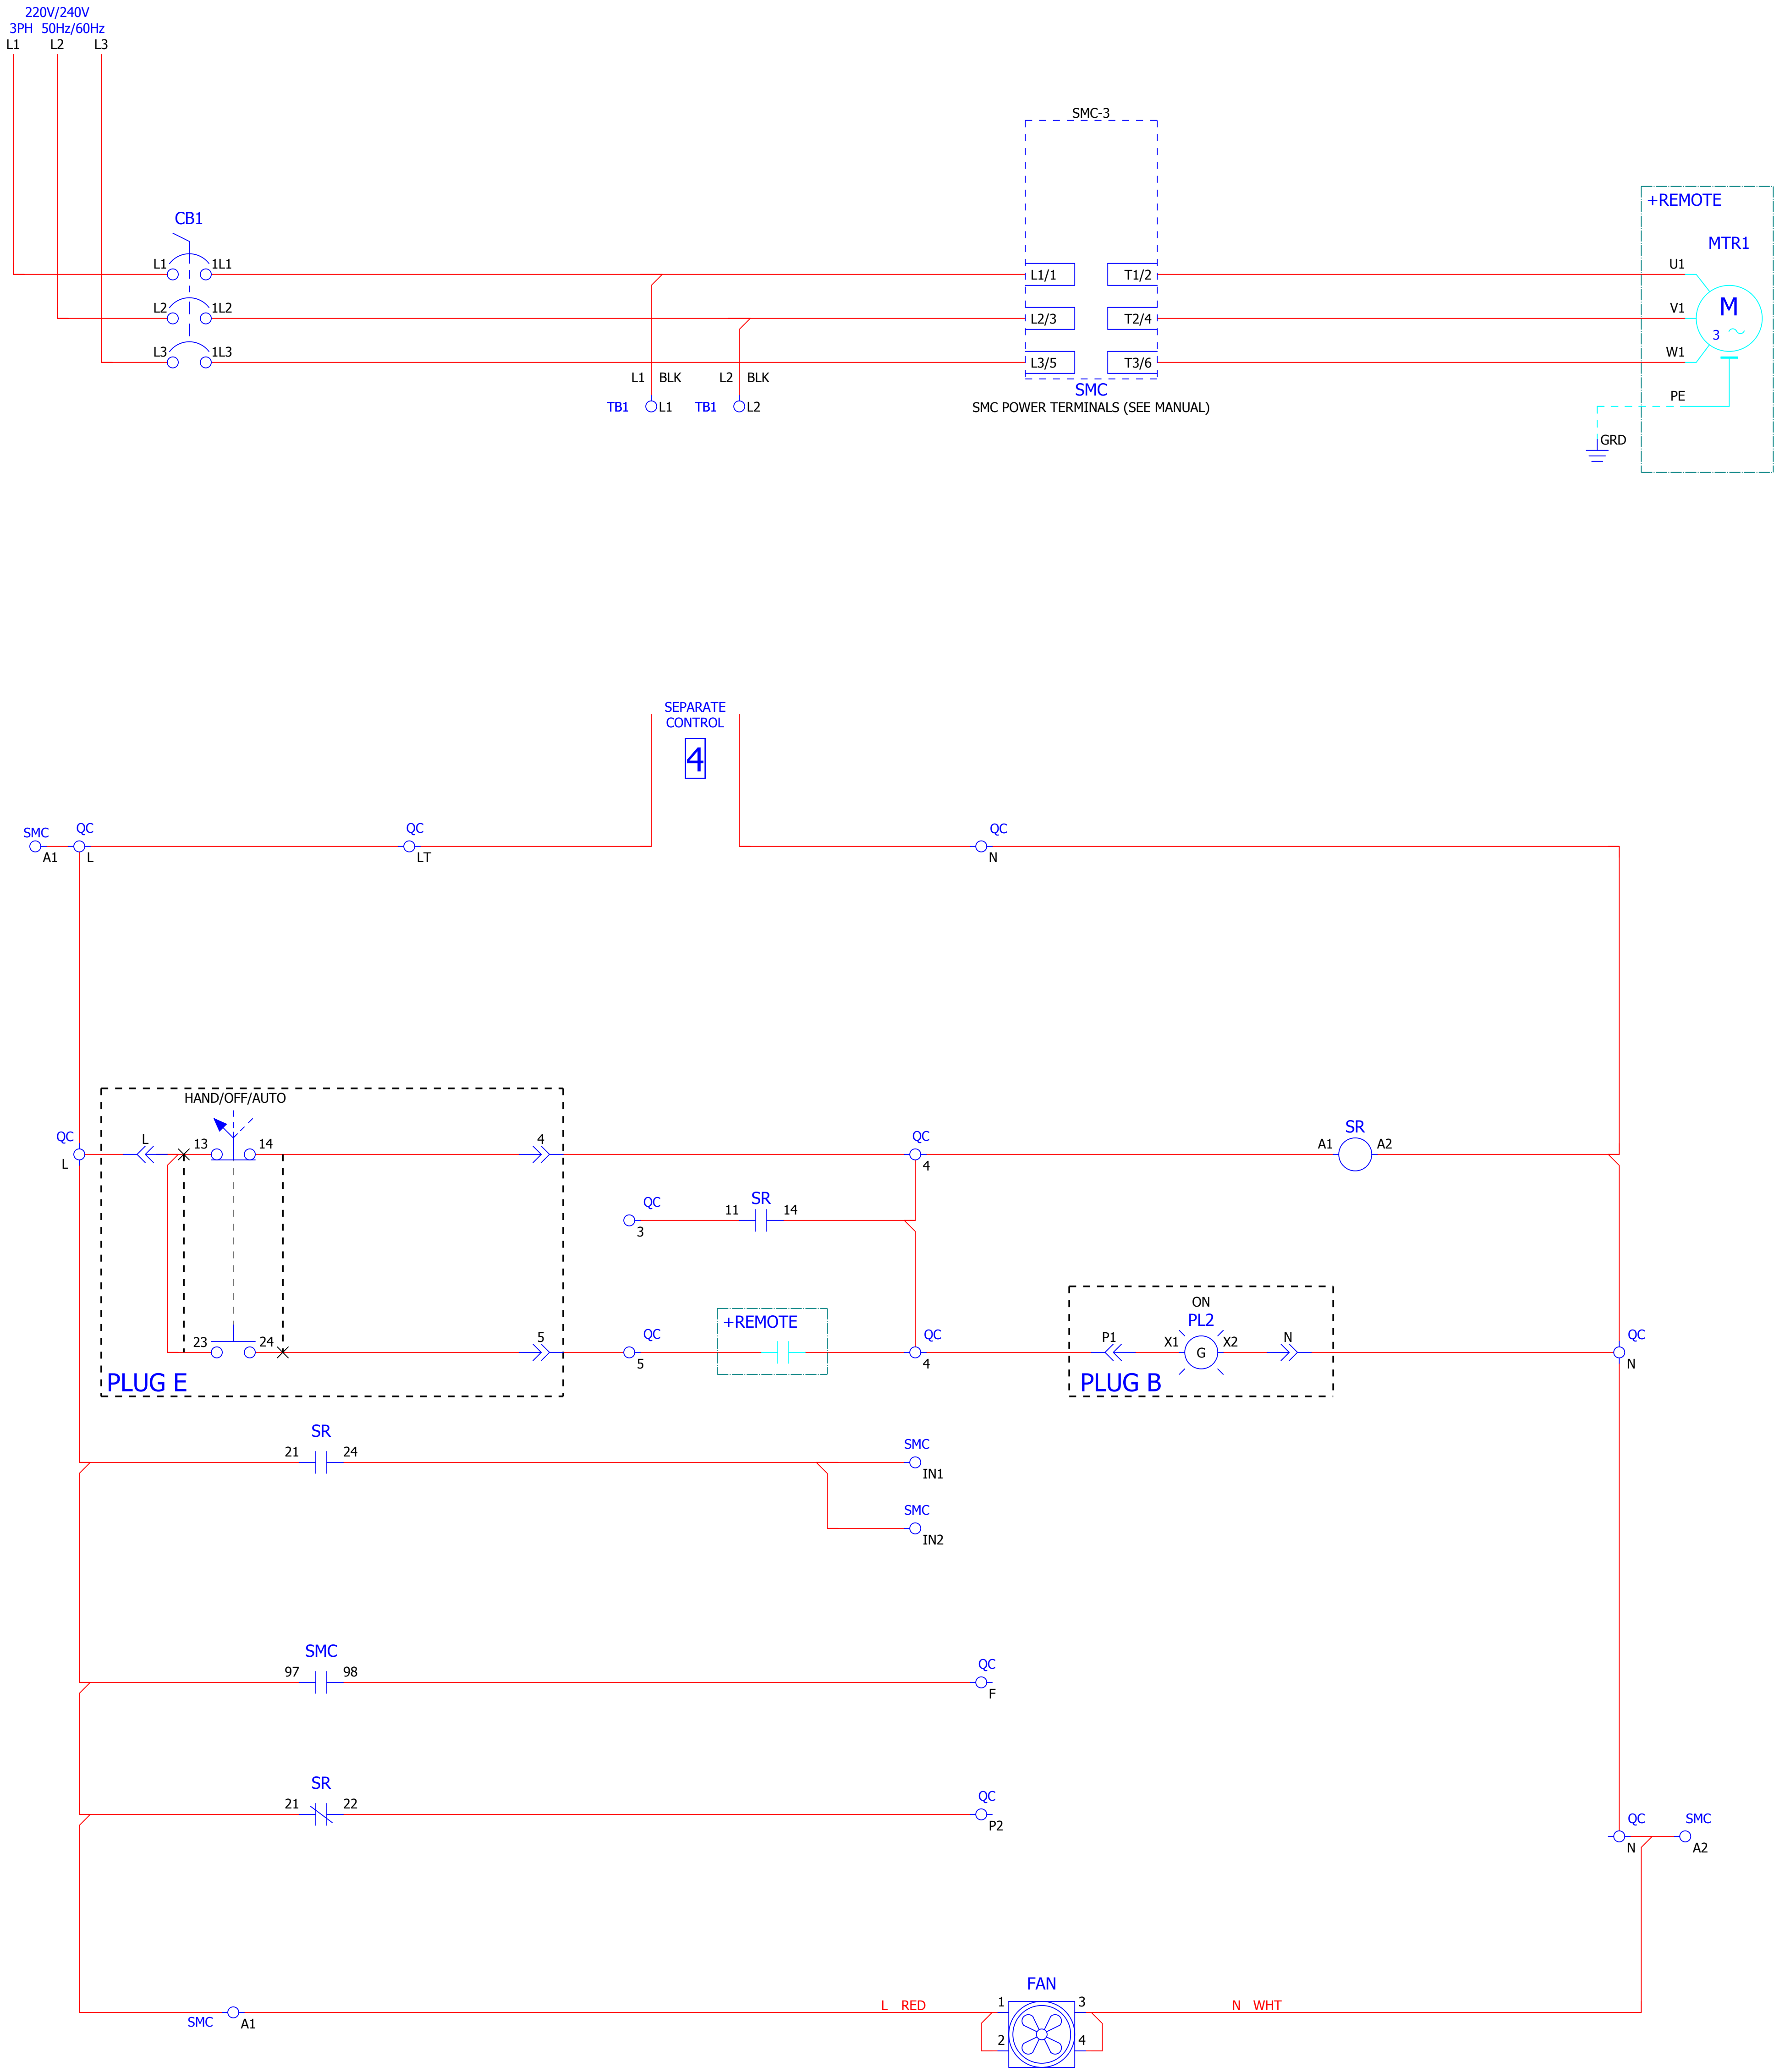 220V/240V
3PH 50Hz/60Hz
L1 L2 L3
SMC-3
+REMOTE
CB1
MTR1
L1 1L1
L1/1 T1/2
U1
L2 1L2
L2/3 T2/4
V1
M
3
L3 1L3
L3/5 T3/6
W1
L1 BLK L2 BLK
SMC
PE
TB1 L1 TB1 L2
SMC POWER TERMINALS (SEE MANUAL)
GRD
SEPARATE
CONTROL
4
SMC QC QC QC
A1 L LT N
HAND/OFF/AUTO
QC L 13 14 4 QC SR
A1 A2
L 4
QC 11 SR 14
3
+REMOTE
ON
PL2
23 24 5 QC QC P1 X1 X2 N QC
G
5 4 N
PLUG E PLUG B
SR
21 24 SMC
IN1
SMC
IN2
SMC
97 98 QC
F
SR
21 22 QC
P2
QC SMC
N A2
FAN
L RED 1 3 N WHT
SMC A1
2 4